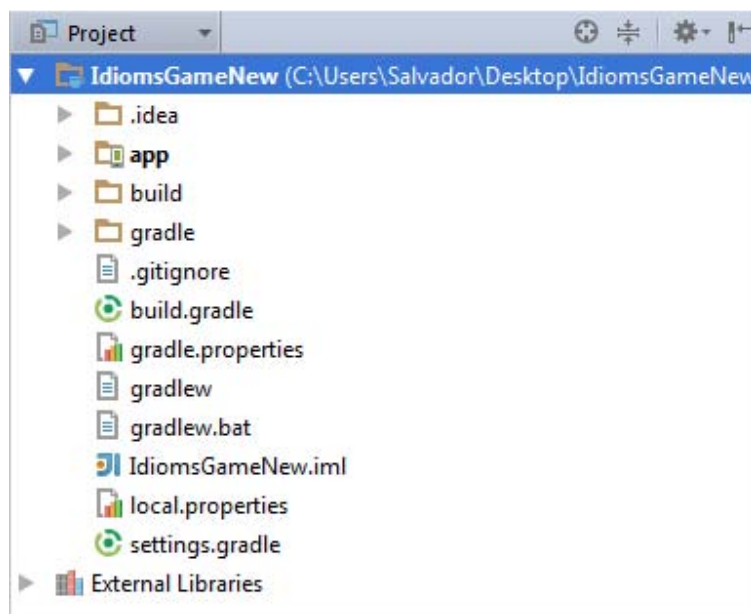 Project
IdiomsGameNew (C:\Users\Salvador\Desktop\IdiomsGameNew
.idea
app
build
gradle
.gitignore
build.gradle
gradle.properties
gradlew
gradlew.bat
IdiomsGameNew.iml
local.properties
settings.gradle
External Libraries